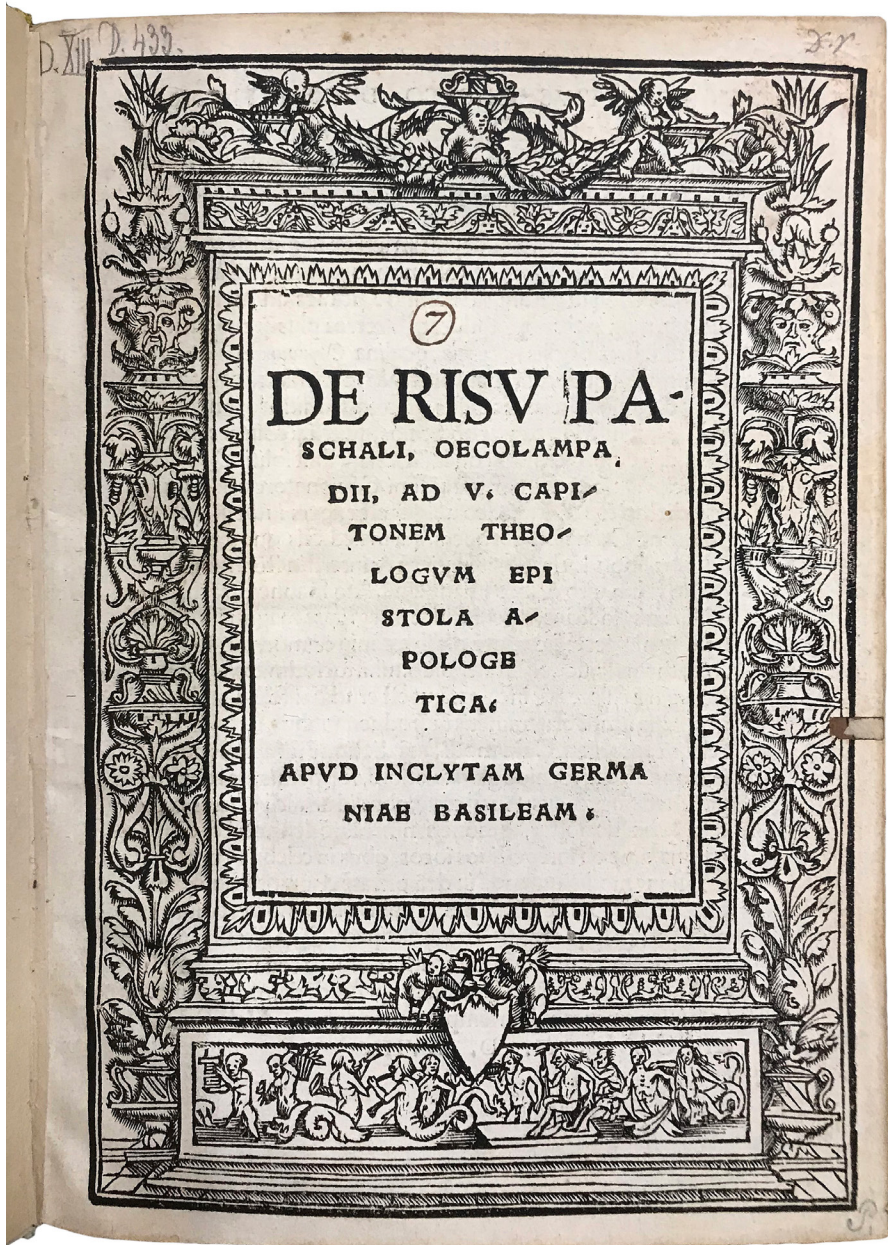 D. XIII D. 433.
7
DE RISV PA-
SCHALI, OECOLAMPA
DII, AD V. CAPI-
TONEM THEO-
LOGVM EPI
STOLA A-
POLOGE
TICA.
APVD INCLYTAM GERMA
NIAE BASILEAM.